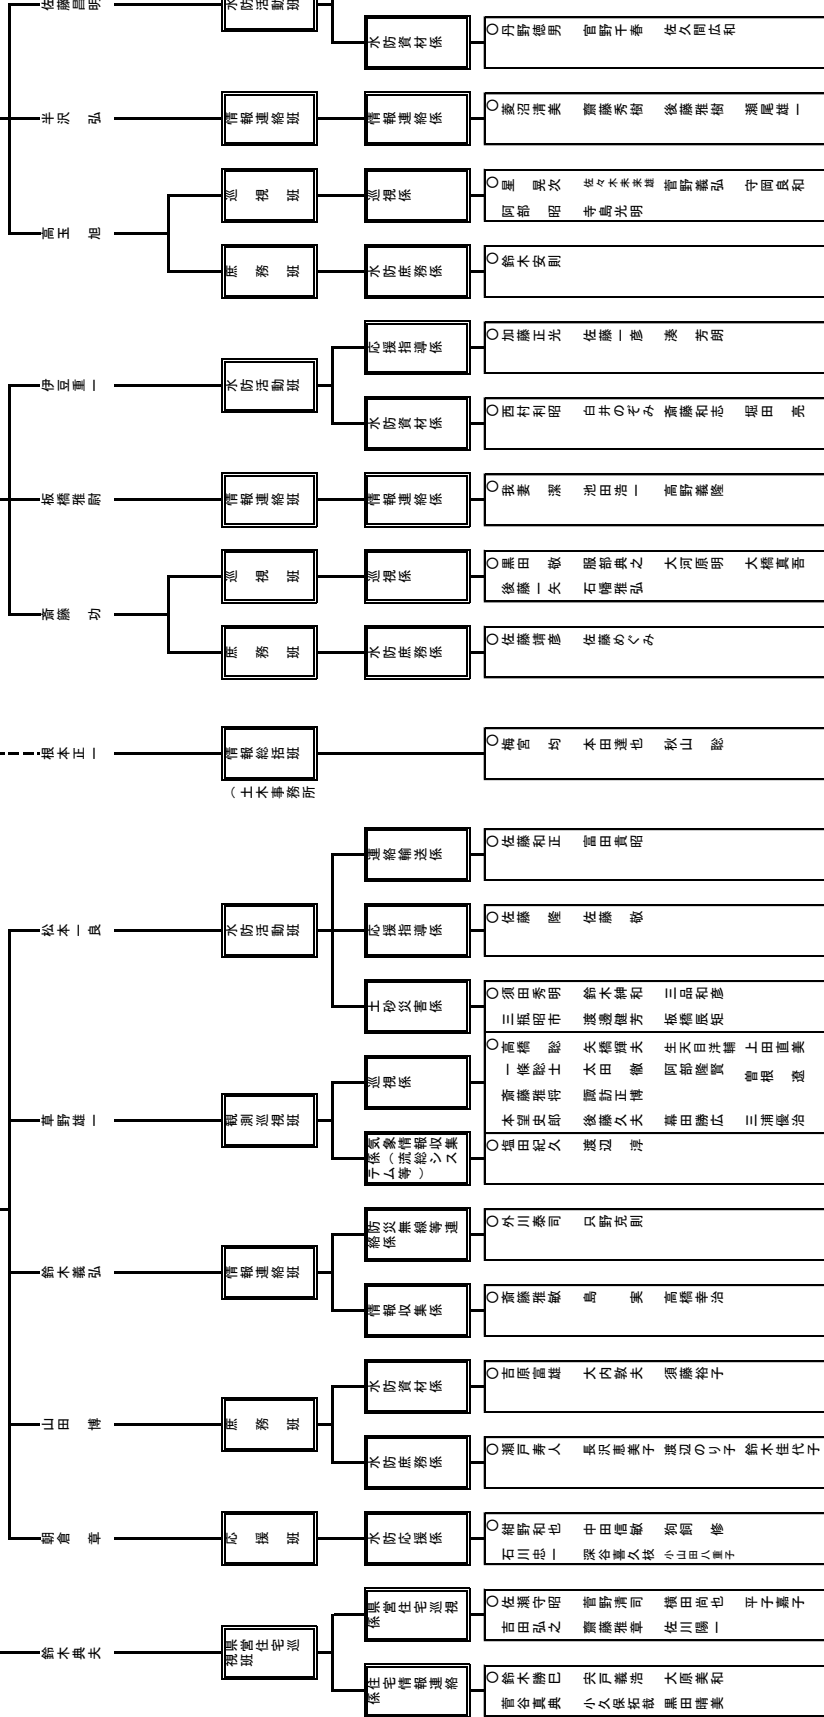 佐藤昌明
水防活動班
水防資材係
○丹野徳男 官野千春 佐久間広和
半沢 弘
情報連絡班
情報連絡係
○菱沼清美 齋藤秀樹 後藤雅樹 瀬尾雄一
高玉 旭
巡視班
巡視係
○星 晃次 佐々木未来雄 菅野義弘 守岡良和
阿部 昭 寺島光明
庶務班
水防庶務係
○鈴木安則
伊豆重一
水防活動班
応援指導係
○加藤正光 佐藤一彦 湊 芳朗
水防資材係
○西村利昭 白井のぞみ 斎藤和志 堀田 亮
板橋雅尉
情報連絡班
情報連絡係
○我妻 潔 池田浩一 高野義隆
斎藤 功
巡視班
巡視係
○黒田 敬 服部典之 大河原明 大橋真吾
後藤一矢 石幡雅弘
庶務班
水防庶務係
○佐藤靖彦 佐藤めぐみ
根本正一
情報総括班
(土木事務所
○梅宮 均 本田達也 秋山 聡
松本一良
水防活動班
連絡輸送係
○佐藤和正 富田貴昭
応援指導係
○佐藤 隆 佐藤 敬
土砂災害係
○須田秀明 鈴木紳和 三品和彦
三瓶昭市 渡邊健芳 板橋辰矩
草野雄一
観測巡視班
巡視係
○高橋 聡 矢橋輝夫 生天目洋輔 上田直美
一條総士 太田 徹 阿部隆賢 曽根 遼
斎藤雅将 諏訪正博
本望史郎 後藤久夫 幕田勝広 三浦優治
気象情報収集
係(流総シス
テム等)
○塩田紀久 渡辺 淳
鈴木義弘
情報連絡班
防災無線等連
絡係
○外川泰司 只野克則
情報収集係
○斎藤雅敏 島 実 高橋幸治
山田 博
庶務班
水防資材係
○吉原富雄 大内敦夫 須藤裕子
水防庶務係
○瀬戸寿人 長沢恵美子 渡辺のり子 鈴木佳代子
朝倉 章
応援班
水防応援係
○紺野和也 中田信敏 狗飼 修
石川忠一 深谷喜久枝 小山田八重子
鈴木典夫
県営住宅巡
視班
県営住宅巡視
係
○佐瀬守昭 菅野清司 横田尚也 平子嘉子
吉田弘之 齋藤雅章 佐川陽一
住宅情報連絡
係
○鈴木勝巳 宍戸義浩 大原美和
菅谷真典 小久保拓哉 黒田晴美